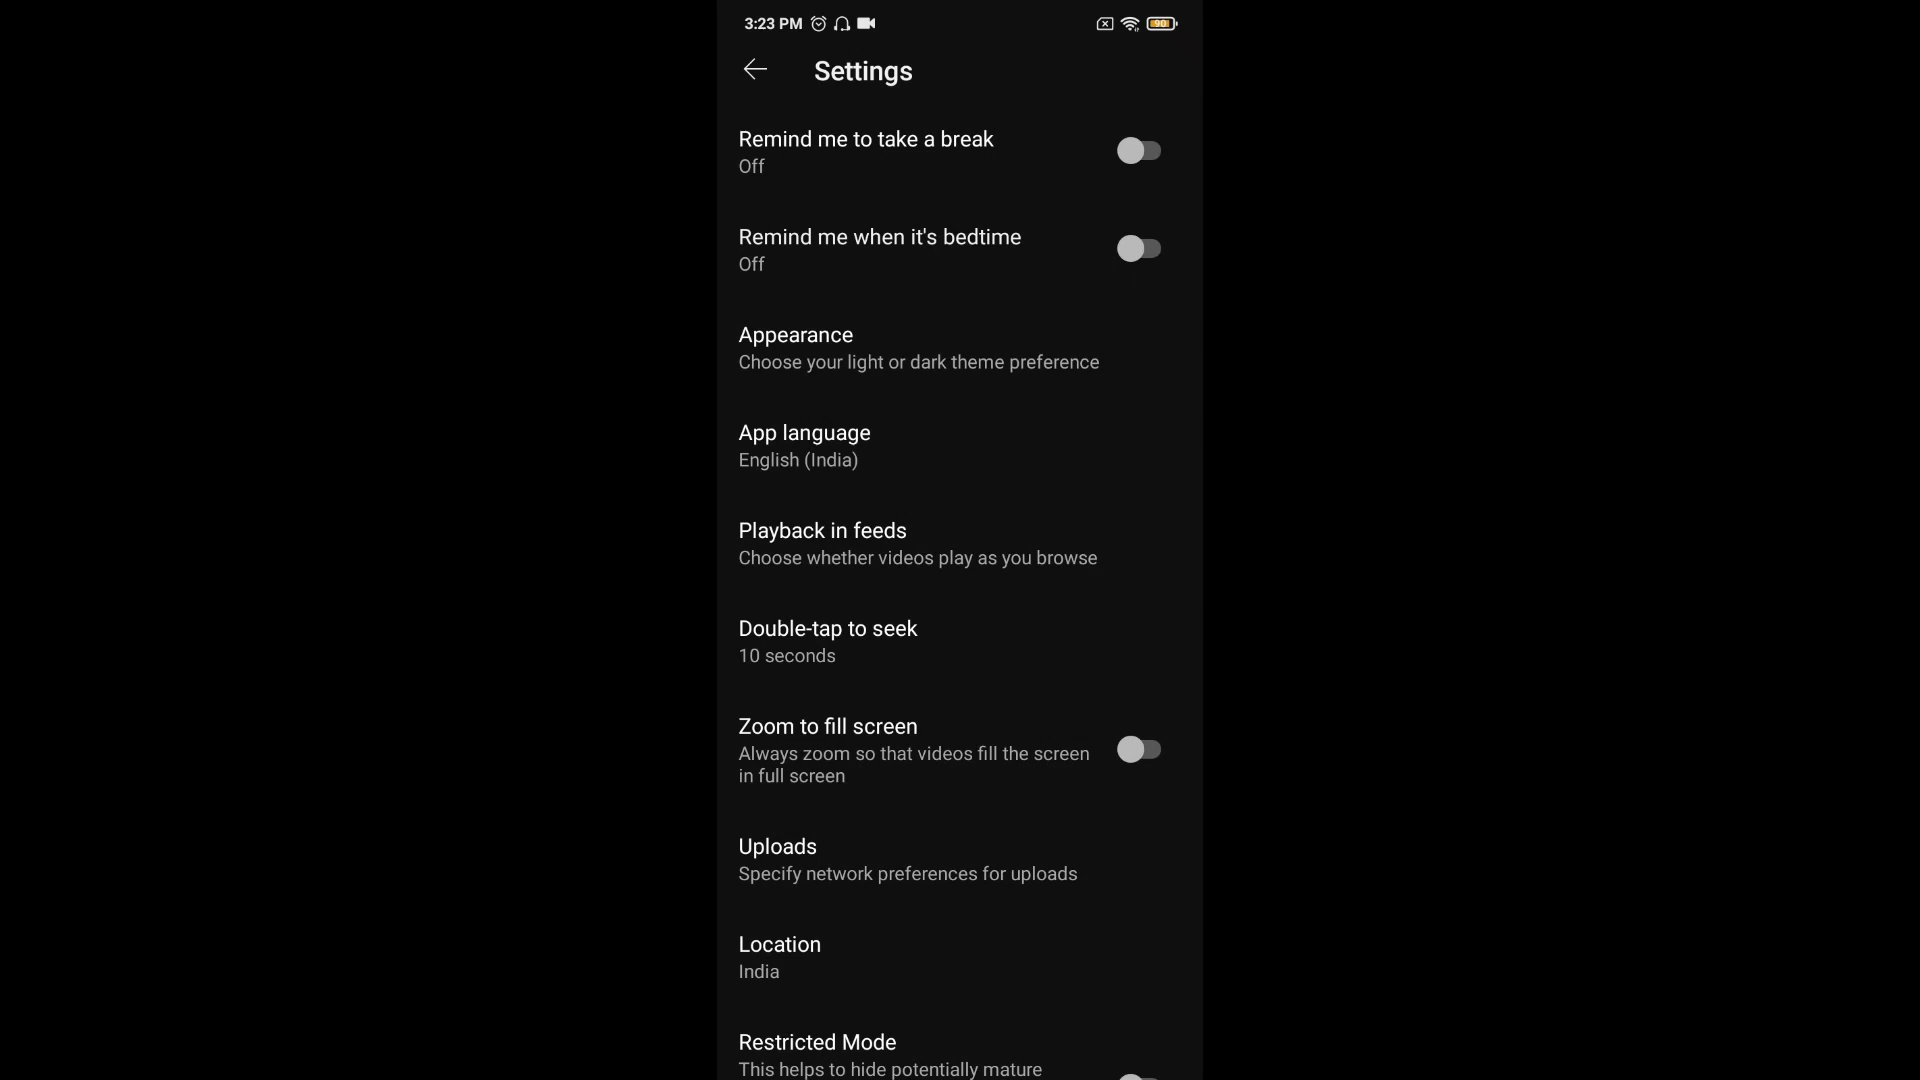 3:23 PM
90
Settings
Remind me to take a break
Off
Remind me when it's bedtime
Off
Appearance
Choose your light or dark theme preference
App language
English (India)
Playback in feeds
Choose whether videos play as you browse
Double-tap to seek
10 seconds
Zoom to fill screen
Always zoom so that videos fill the screen
in full screen
Uploads
Specify network preferences for uploads
Location
India
Restricted Mode
This helps to hide potentially mature